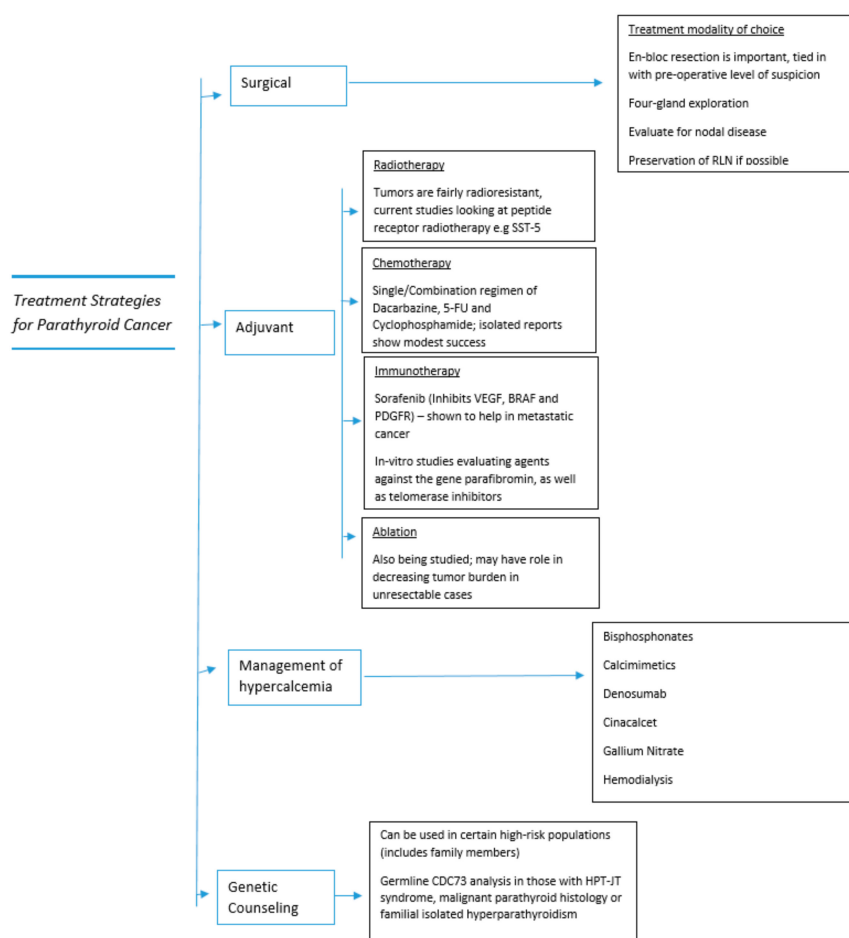 Treatment Strategies
for Parathyroid Cancer
Surgical
Treatment modality of choice
En-bloc resection is important, tied in
with pre-operative level of suspicion
Four-gland exploration
Evaluate for nodal disease
Preservation of RLN if possible
Adjuvant
Radiotherapy
Tumors are fairly radioresistant,
current studies looking at peptide
receptor radiotherapy e.g SST-5
Chemotherapy
Single/Combination regimen of
Dacarbazine, 5-FU and
Cyclophosphamide; isolated reports
show modest success
Immunotherapy
Sorafenib (Inhibits VEGF, BRAF and
PDGFR) – shown to help in metastatic
cancer
In-vitro studies evaluating agents
against the gene parafibromin, as well
as telomerase inhibitors
Ablation
Also being studied; may have role in
decreasing tumor burden in
unresectable cases
Management of
hypercalcemia
Bisphosphonates
Calcimimetics
Denosumab
Cinacalcet
Gallium Nitrate
Hemodialysis
Genetic
Counseling
Can be used in certain high-risk populations
(includes family members)
Germline CDC73 analysis in those with HPT-JT
syndrome, malignant parathyroid histology or
familial isolated hyperparathyroidism